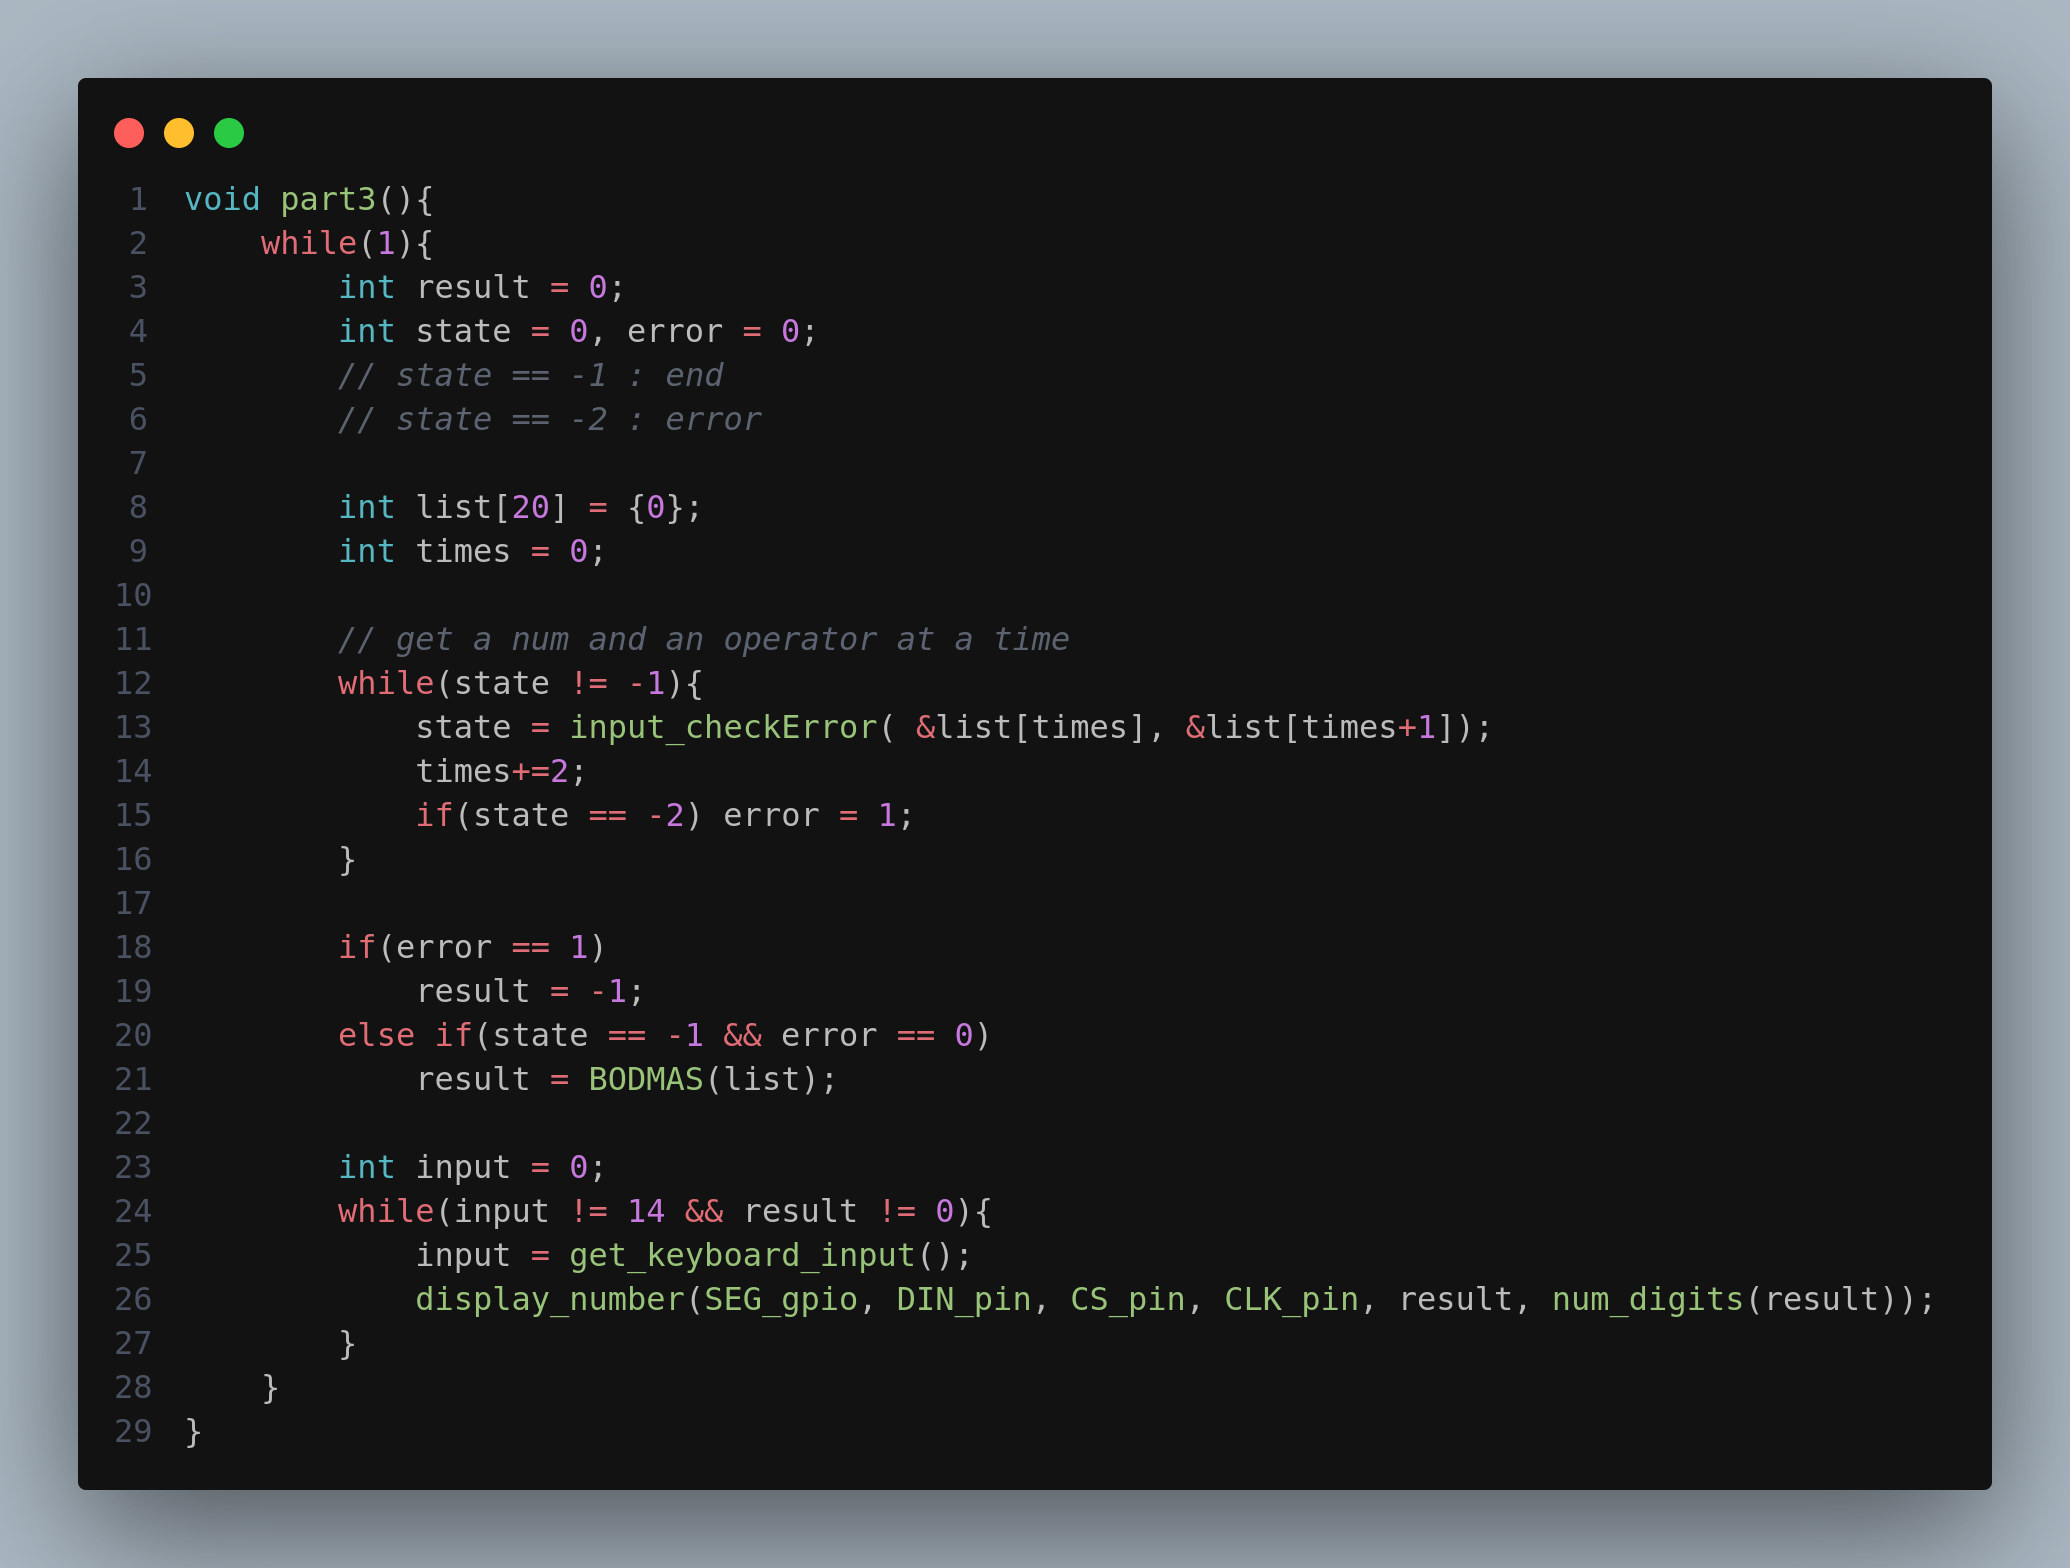 1 void part3(){
2     while(1){
3         int result = 0;
4         int state = 0, error = 0;
5         // state == -1 : end
6         // state == -2 : error
7
8         int list[20] = {0};
9         int times = 0;
10
11         // get a num and an operator at a time
12         while(state != -1){
13             state = input_checkError( &list[times], &list[times+1]);
14             times+=2;
15             if(state == -2) error = 1;
16         }
17
18         if(error == 1)
19             result = -1;
20         else if(state == -1 && error == 0)
21             result = BODMAS(list);
22
23         int input = 0;
24         while(input != 14 && result != 0){
25             input = get_keyboard_input();
26             display_number(SEG_gpio, DIN_pin, CS_pin, CLK_pin, result, num_digits(result));
27         }
28     }
29 }